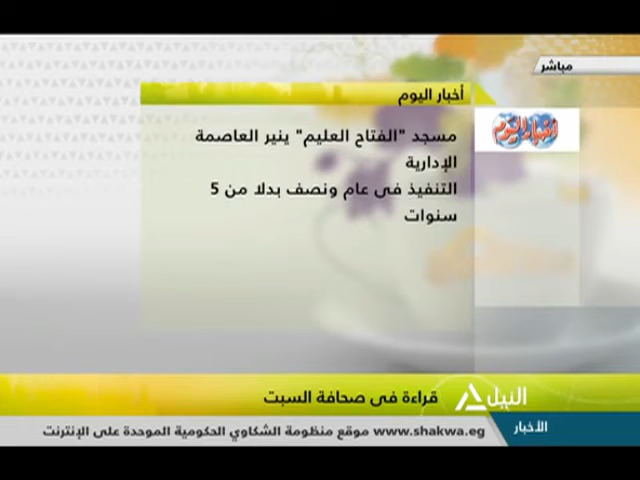 مباشر
أخبار اليوم
أخبار اليوم
مسجد "الفتاح العليم" ينير العاصمة
الإدارية
التنفيذ فى عام ونصف بدلا من 5
سنوات
النيل
قراءة فى صحافة السبت
الأخبار
www.shakwa.eg موقع منظومة الشكاوي الحكومية الموحدة على الإنترنت